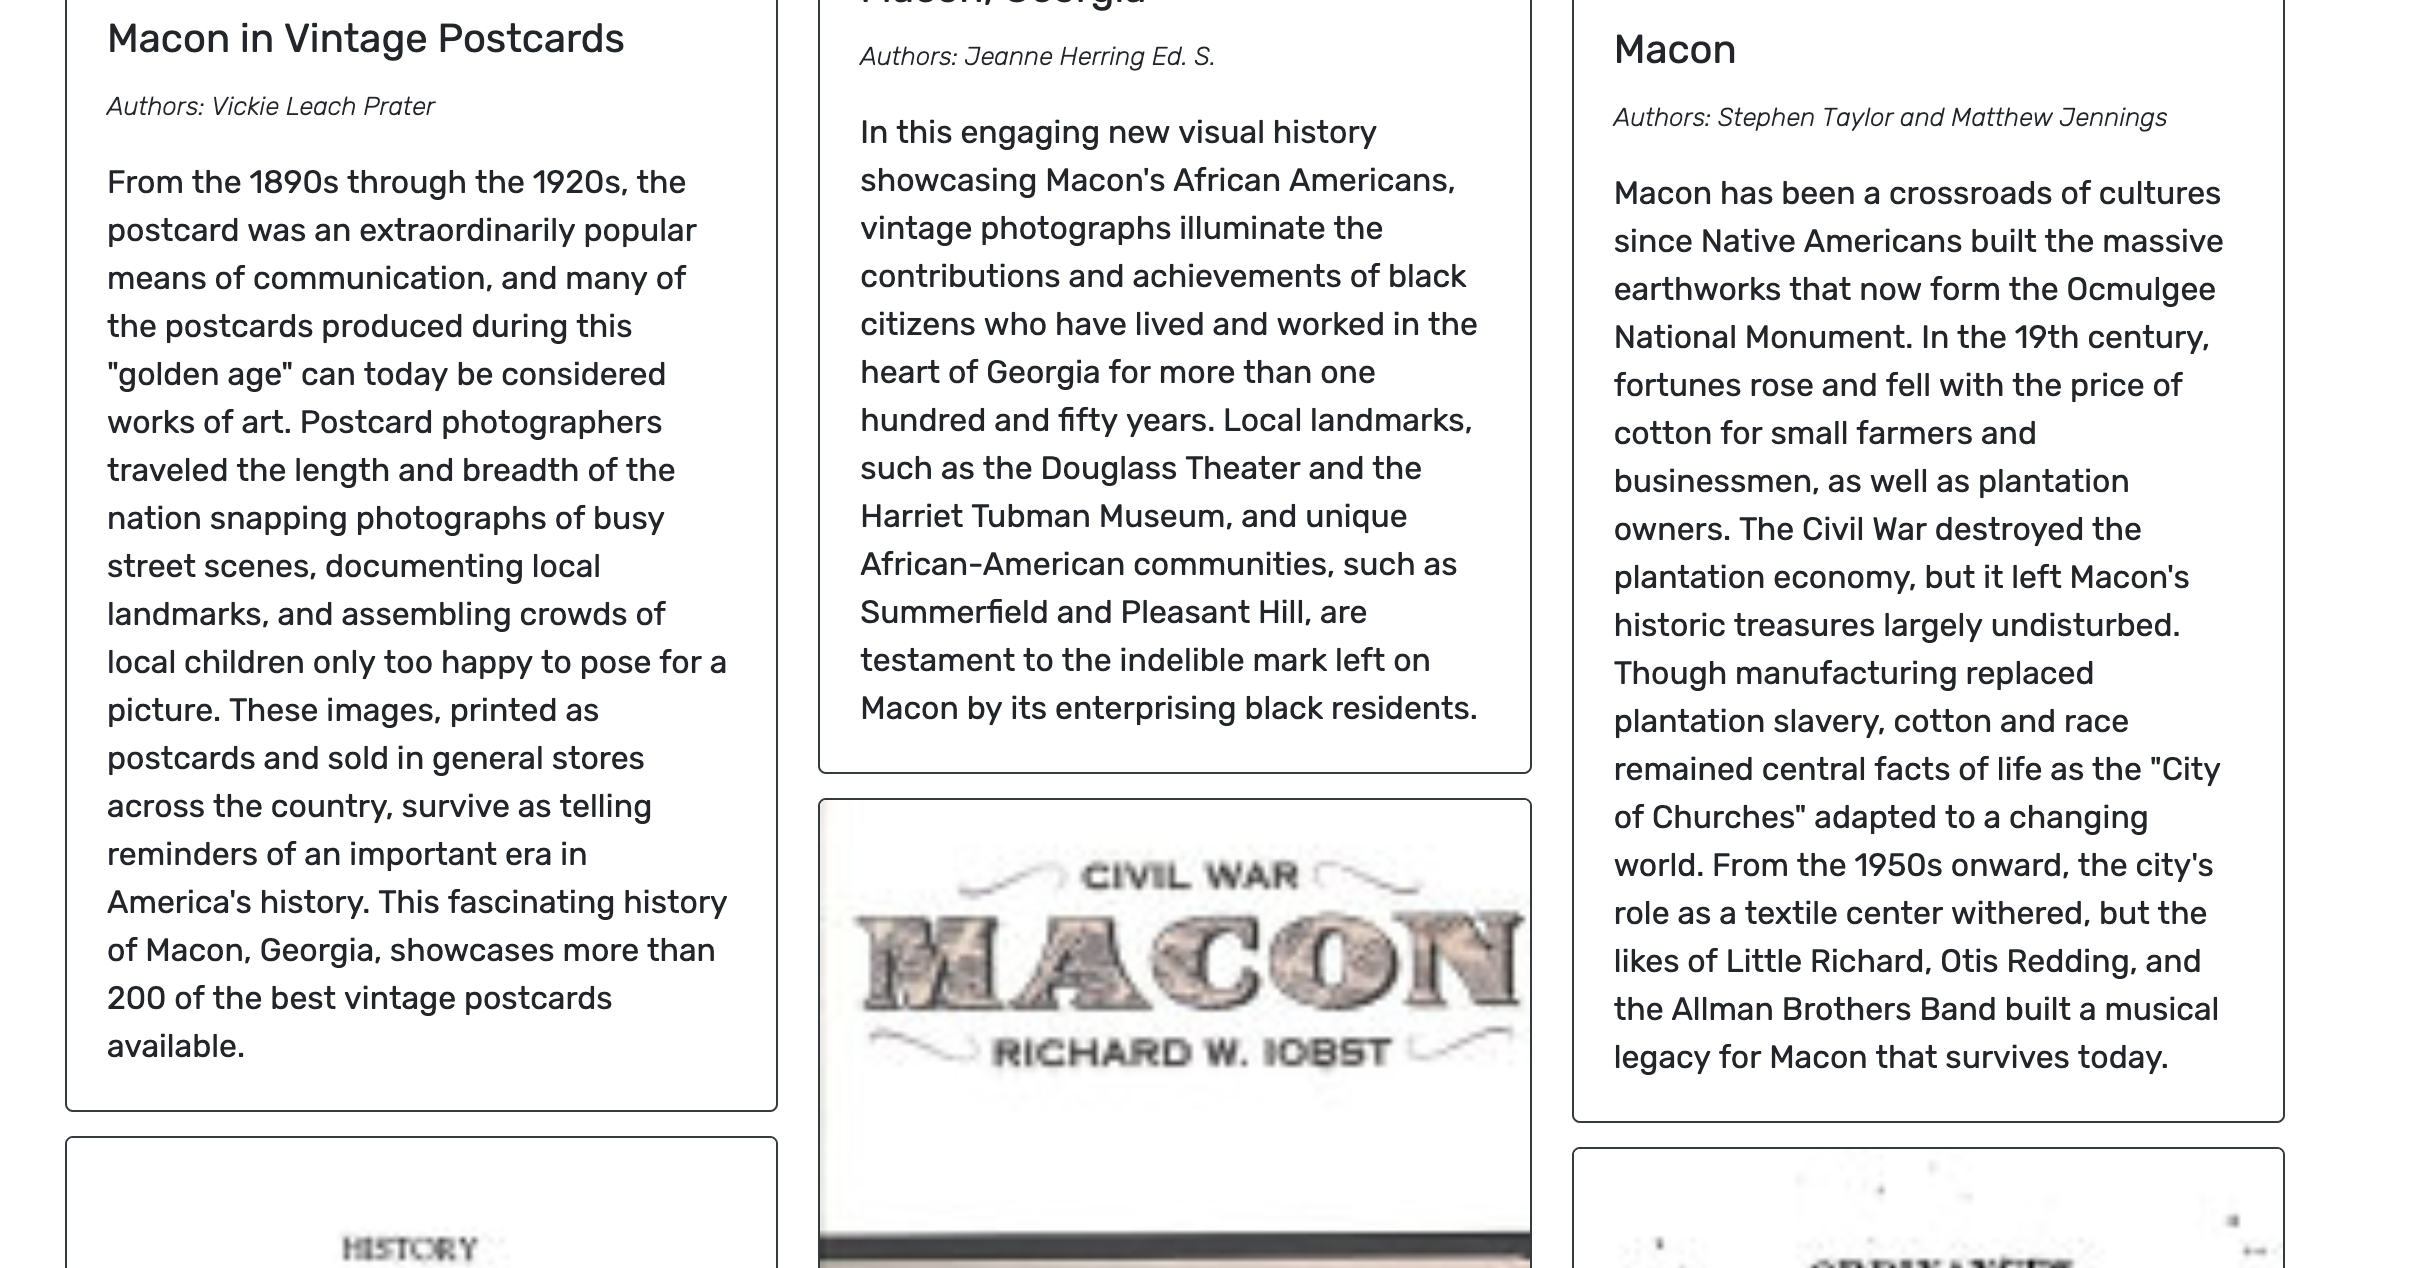 Macon in Vintage Postcards
Authors: Vickie Leach Prater
From the 1890s through the 1920s, the
postcard was an extraordinarily popular
means of communication, and many of
the postcards produced during this
"golden age" can today be considered
works of art. Postcard photographers
traveled the length and breadth of the
nation snapping photographs of busy
street scenes, documenting local
landmarks, and assembling crowds of
local children only too happy to pose for a
picture. These images, printed as
postcards and sold in general stores
across the country, survive as telling
reminders of an important era in
America's history. This fascinating history
of Macon, Georgia, showcases more than
200 of the best vintage postcards
available.
HISTORY
Macon, Georgia
Authors: Jeanne Herring Ed. S.
In this engaging new visual history
showcasing Macon's African Americans,
vintage photographs illuminate the
contributions and achievements of black
citizens who have lived and worked in the
heart of Georgia for more than one
hundred and fifty years. Local landmarks,
such as the Douglass Theater and the
Harriet Tubman Museum, and unique
African-American communities, such as
Summerfield and Pleasant Hill, are
testament to the indelible mark left on
Macon by its enterprising black residents.
CIVIL WAR
MACON
RICHARD W. IOBST
Macon
Authors: Stephen Taylor and Matthew Jennings
Macon has been a crossroads of cultures
since Native Americans built the massive
earthworks that now form the Ocmulgee
National Monument. In the 19th century,
fortunes rose and fell with the price of
cotton for small farmers and
businessmen, as well as plantation
owners. The Civil War destroyed the
plantation economy, but it left Macon's
historic treasures largely undisturbed.
Though manufacturing replaced
plantation slavery, cotton and race
remained central facts of life as the "City
of Churches" adapted to a changing
world. From the 1950s onward, the city's
role as a textile center withered, but the
likes of Little Richard, Otis Redding, and
the Allman Brothers Band built a musical
legacy for Macon that survives today.